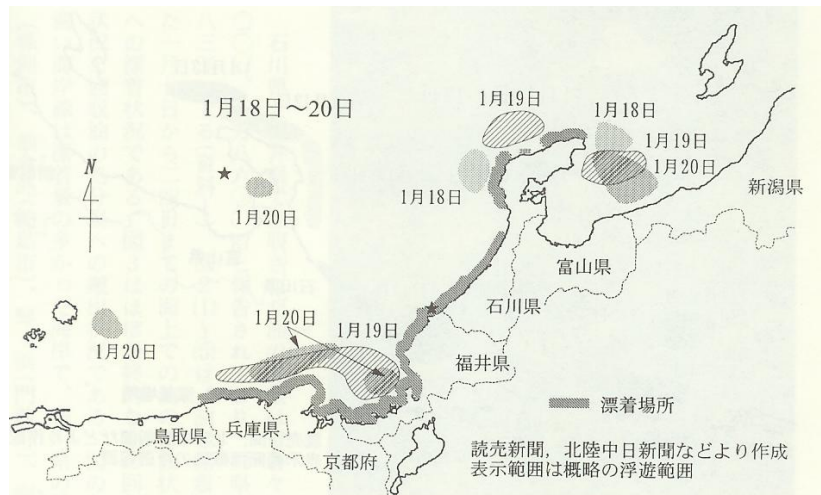 1月18日〜20日
1月19日
1月18日
1月19日
1月20日
N
1月20日
1月18日
新潟県
富山県
石川県
1月20日
1月19日
1月20日
福井県
漂着場所
鳥取県
兵庫県
京都府
読売新聞，北陸中日新聞などより作成
表示範囲は概略の浮遊範囲